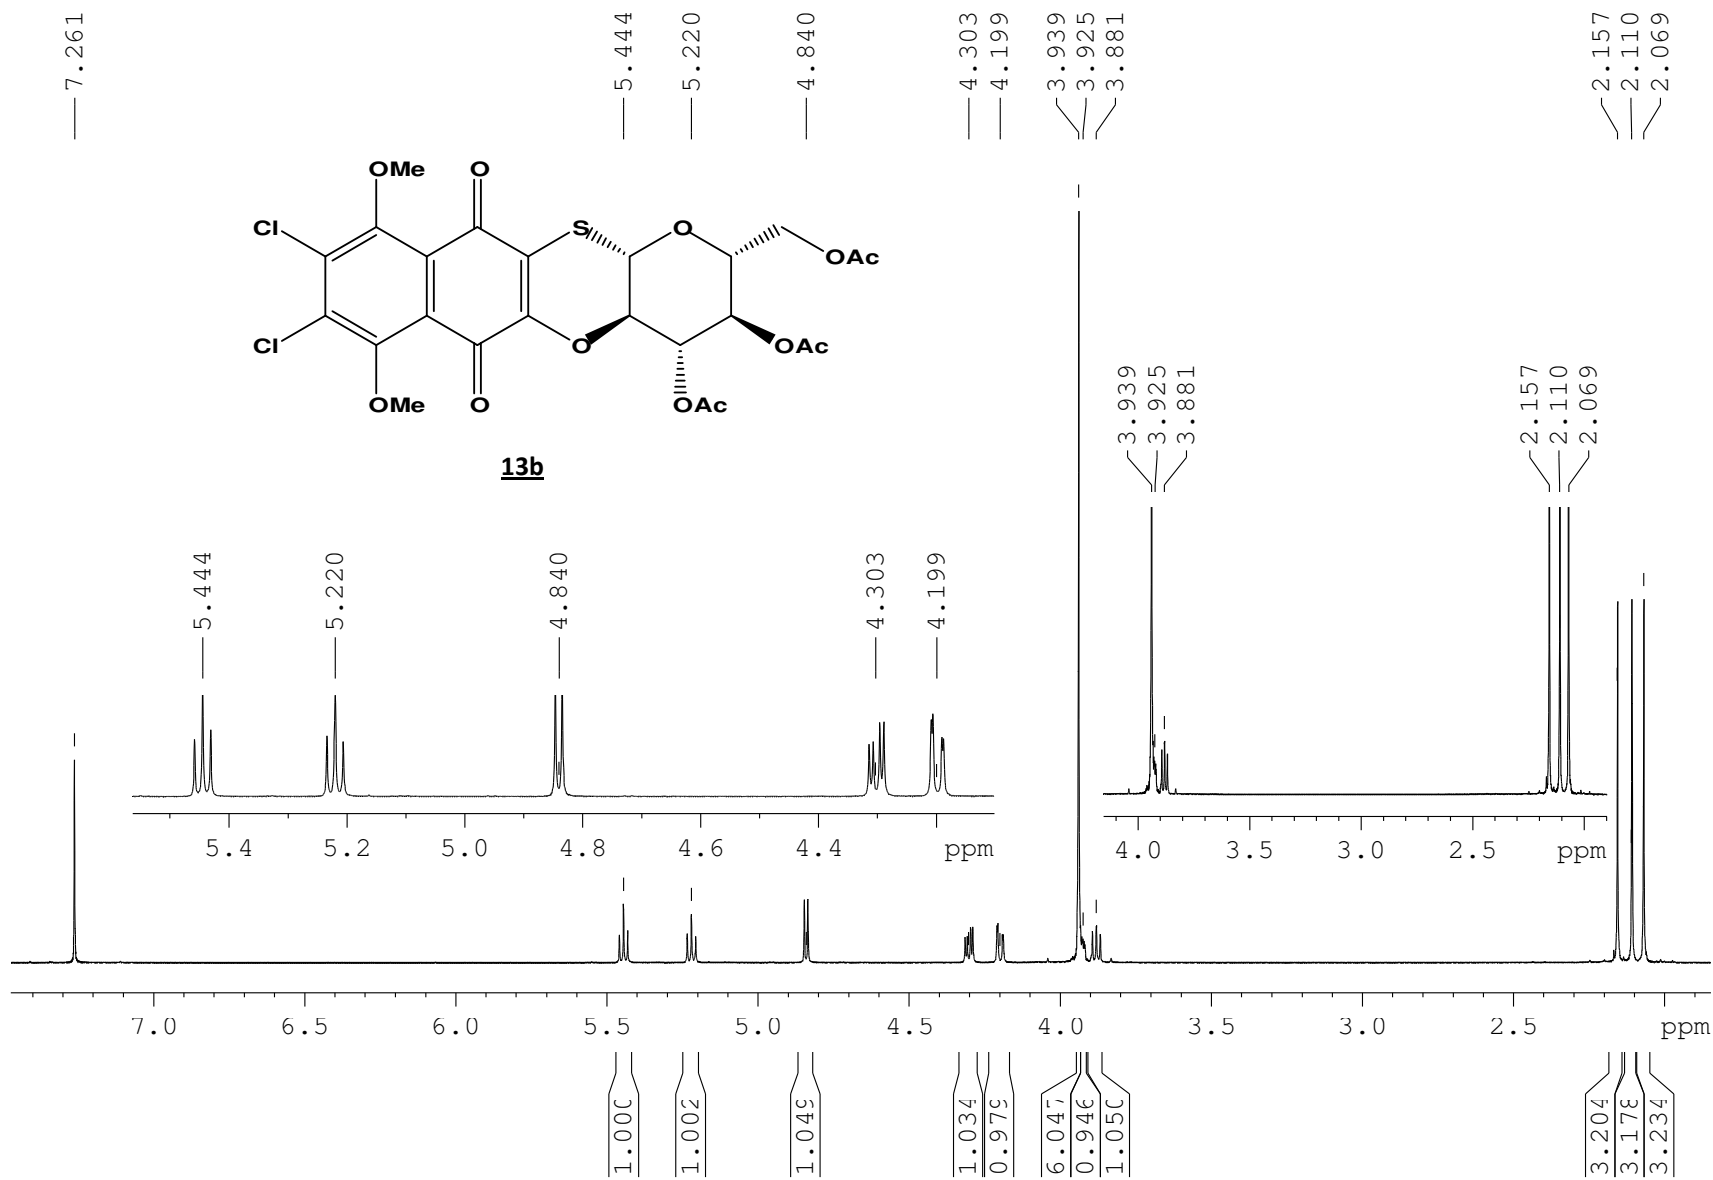 7.261
5.444
5.220
4.840
4.303
4.199
3.939
3.925
3.881
2.157
2.110
2.069
OMe
O
Cl
S
O
OAc
Cl
O
OAc
OMe
O
OAc
13b
3.939
3.925
3.881
2.157
2.110
2.069
5.444
5.220
4.840
4.303
4.199
5.4 5.2 5.0 4.8 4.6 4.4 ppm
4.0 3.5 3.0 2.5 ppm
7.0 6.5 6.0 5.5 5.0 4.5 4.0 3.5 3.0 2.5 ppm
1.000
1.002
1.049
1.034
0.979
6.047
0.946
1.050
3.204
3.178
3.234